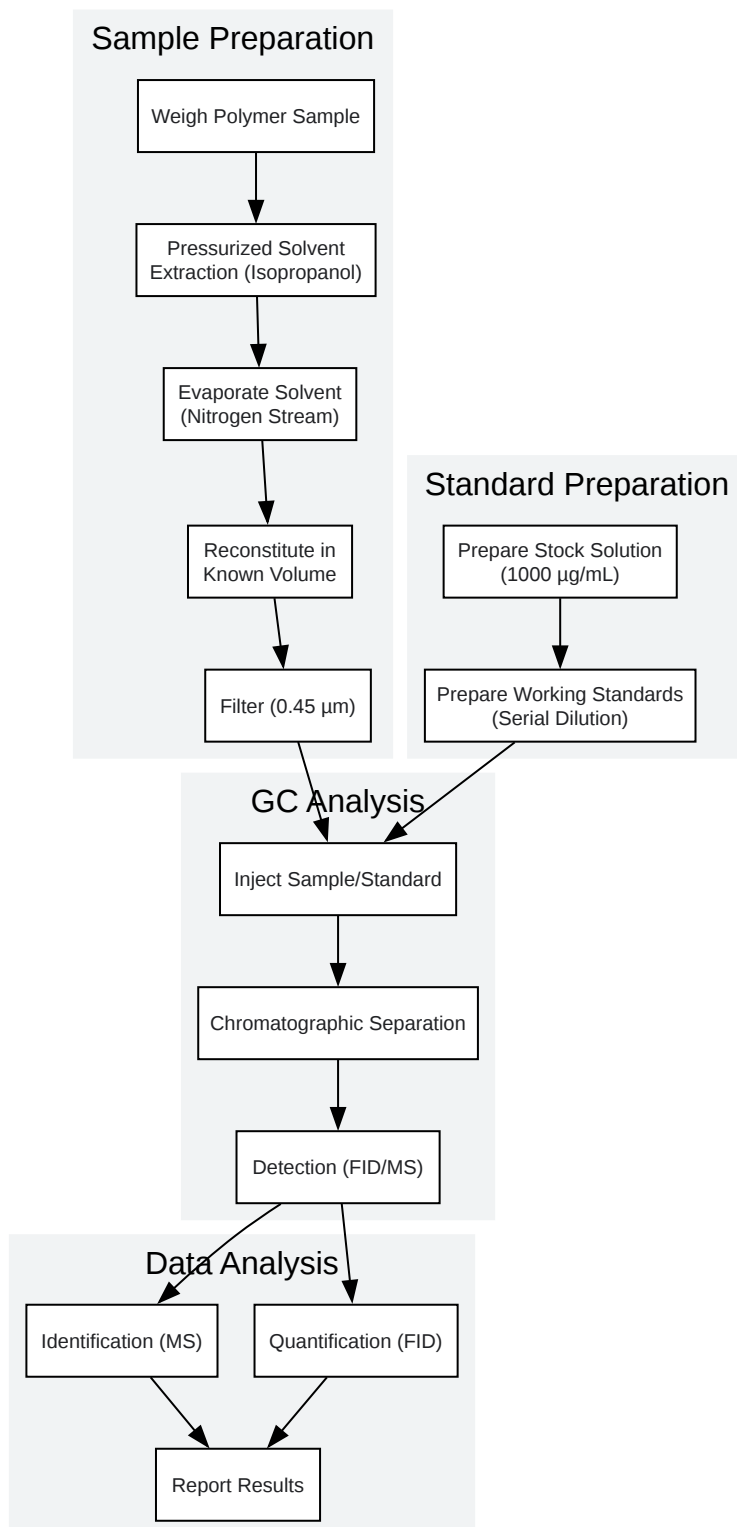 Sample Preparation
Weigh Polymer Sample
Pressurized Solvent
Extraction (Isopropanol)
Evaporate Solvent
(Nitrogen Stream)
Reconstitute in
Known Volume
Filter (0.45 µm)
Standard Preparation
Prepare Stock Solution
(1000 µg/mL)
Prepare Working Standards
(Serial Dilution)
GC Analysis
Inject Sample/Standard
Chromatographic Separation
Detection (FID/MS)
Data Analysis
Identification (MS)
Quantification (FID)
Report Results